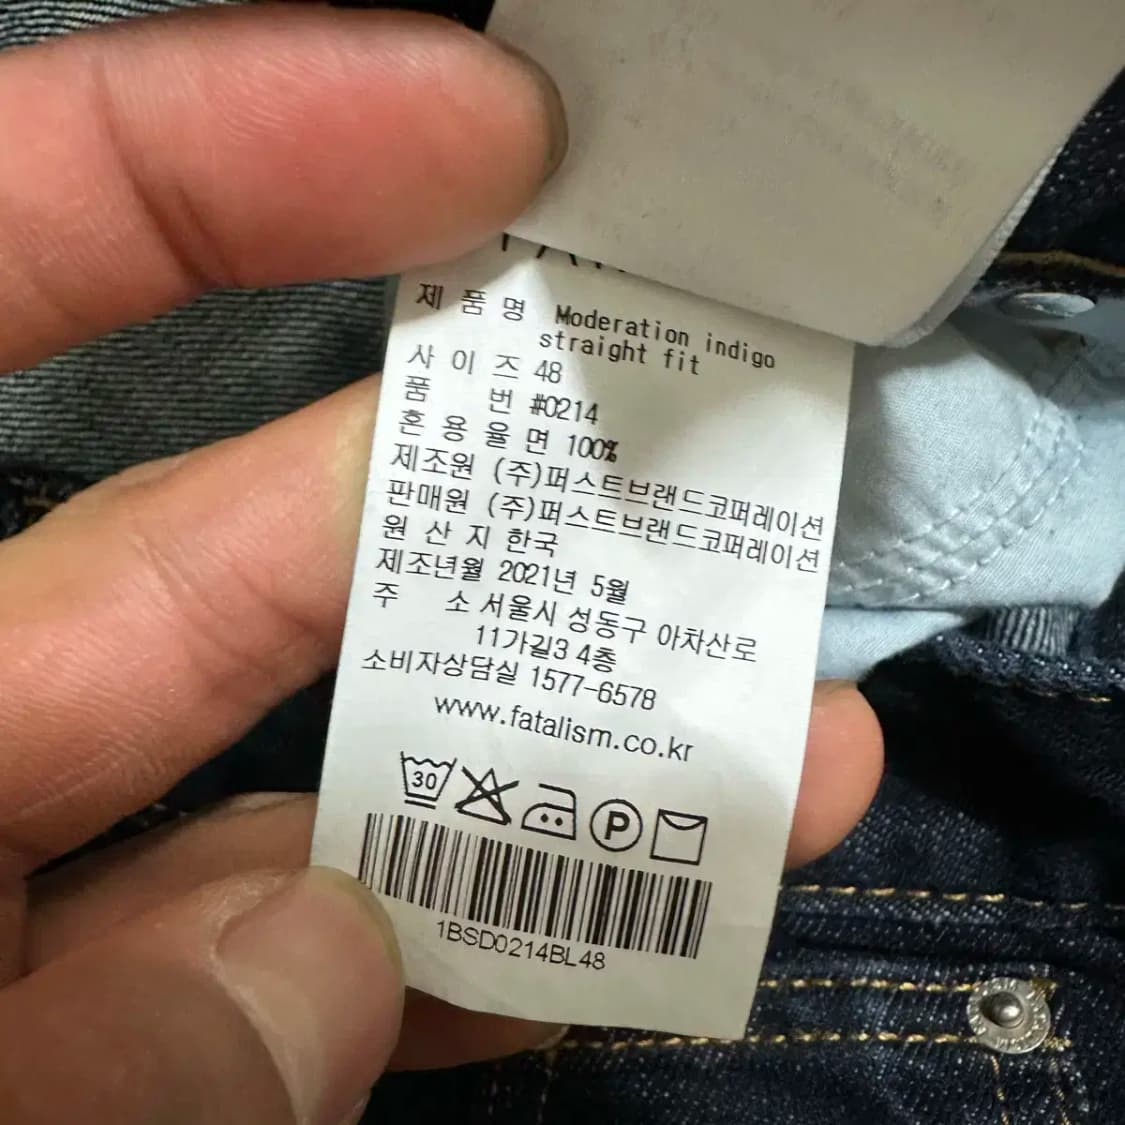 제 품 명 Moderation indigo
straight fit
사 이 즈 48
품 번 #0214
혼 용 율 면 100%
제조원 (주)퍼스트브랜드코퍼레이션
판매원 (주)퍼스트브랜드코퍼레이션
원 산 지 한국
제조년월 2021년 5월
주 소 서울시 성동구 아차산로
11가길3 4층
소비자상담실 1577-6578
www.fatalism.co.kr
30
P
1BSD0214BL48